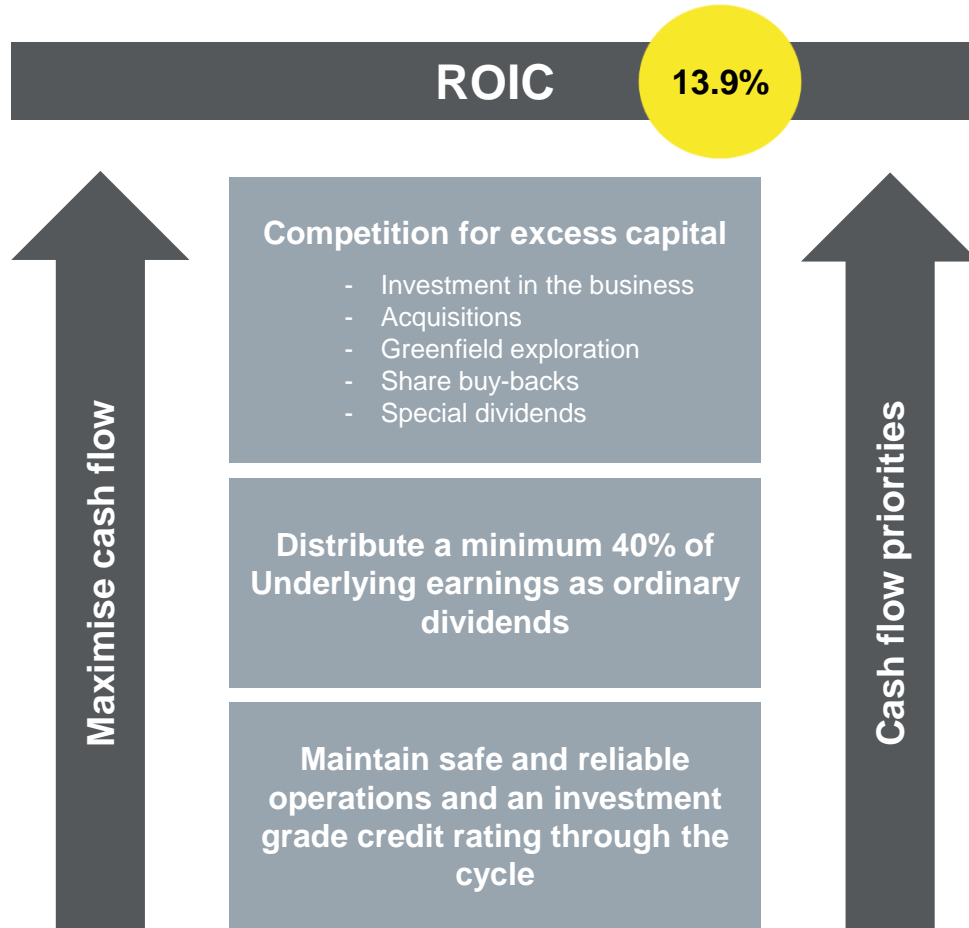 ROIC
13.9%
Maximise cash flow
Competition for excess capital
- Investment in the business
- Acquisitions
- Greenfield exploration
- Share buy-backs
- Special dividends
Distribute a minimum 40% of
Underlying earnings as ordinary
dividends
Maintain safe and reliable
operations and an investment
grade credit rating through the
cycle
Cash flow priorities